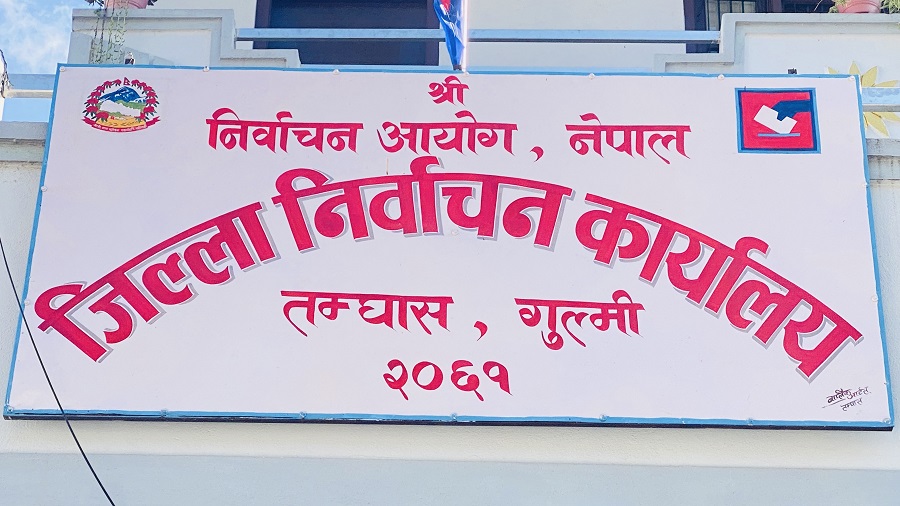 श्री
निर्वाचन आयोग , नेपाल
जिल्ला निर्वाचन कार्यालय
तम्घास , गुल्मी
२०६१